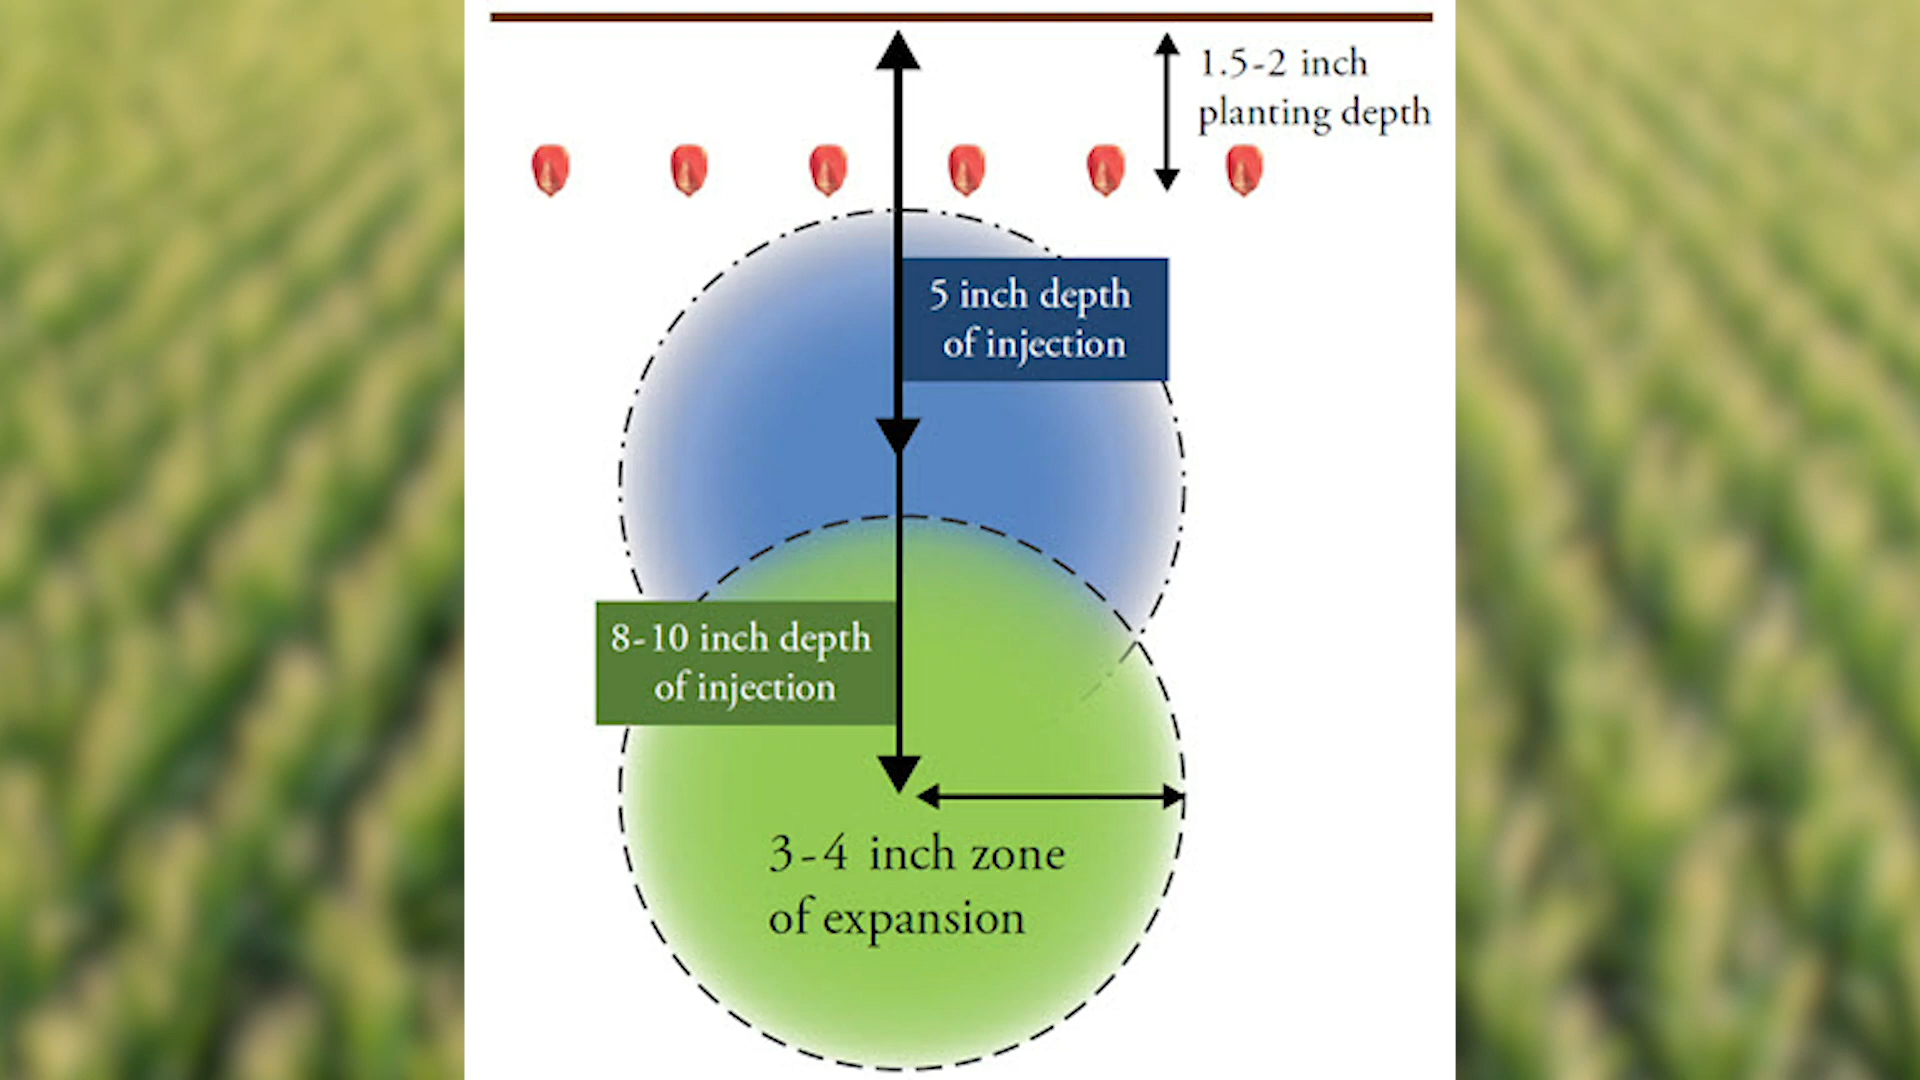 1.5-2 inch
planting depth
5 inch depth
of injection
8-10 inch depth
of injection
3-4 inch zone
of expansion